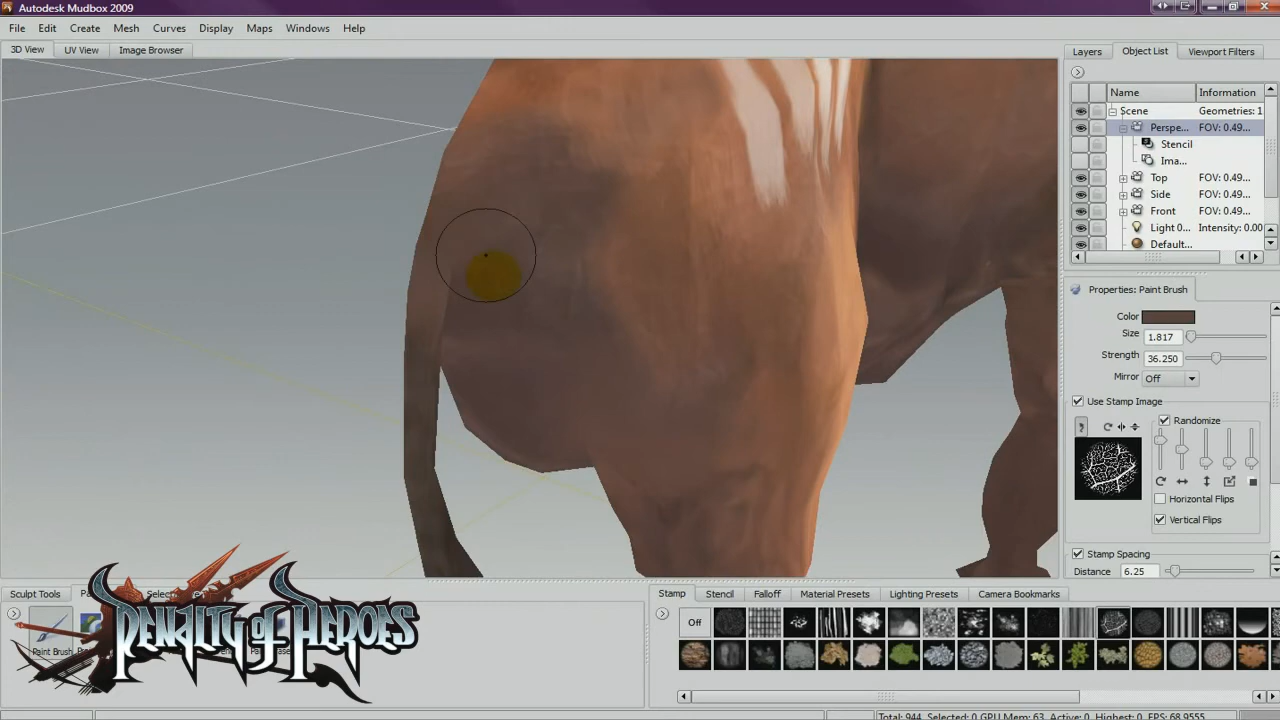 Autodesk Mudbox 2009
File Edit Create Mesh Curves Display Maps Windows Help
3D View UV View Image Browser
Layers Object List Viewport Filters
Name Information
Scene Geometries: 1
Perspe... FOV: 0.49...
Stencil
Ima...
Top FOV: 0.49...
Side FOV: 0.49...
Front FOV: 0.49...
Light 0... Intensity: 0.00
Default...
Properties: Paint Brush
Color
Size 1.817
Strength 36.250
Mirror Off
Use Stamp Image
Randomize
Horizontal Flips
Vertical Flips
Stamp Spacing
Distance 6.25
Sculpt Tools
Paint Brush
PENALTY OF HEROES
Stamp Stencil Falloff Material Presets Lighting Presets Camera Bookmarks
Off
Total: 944, Selected: 0 GPU Mem: 63, Active: 0, Highest: 0, FPS: 68.9555